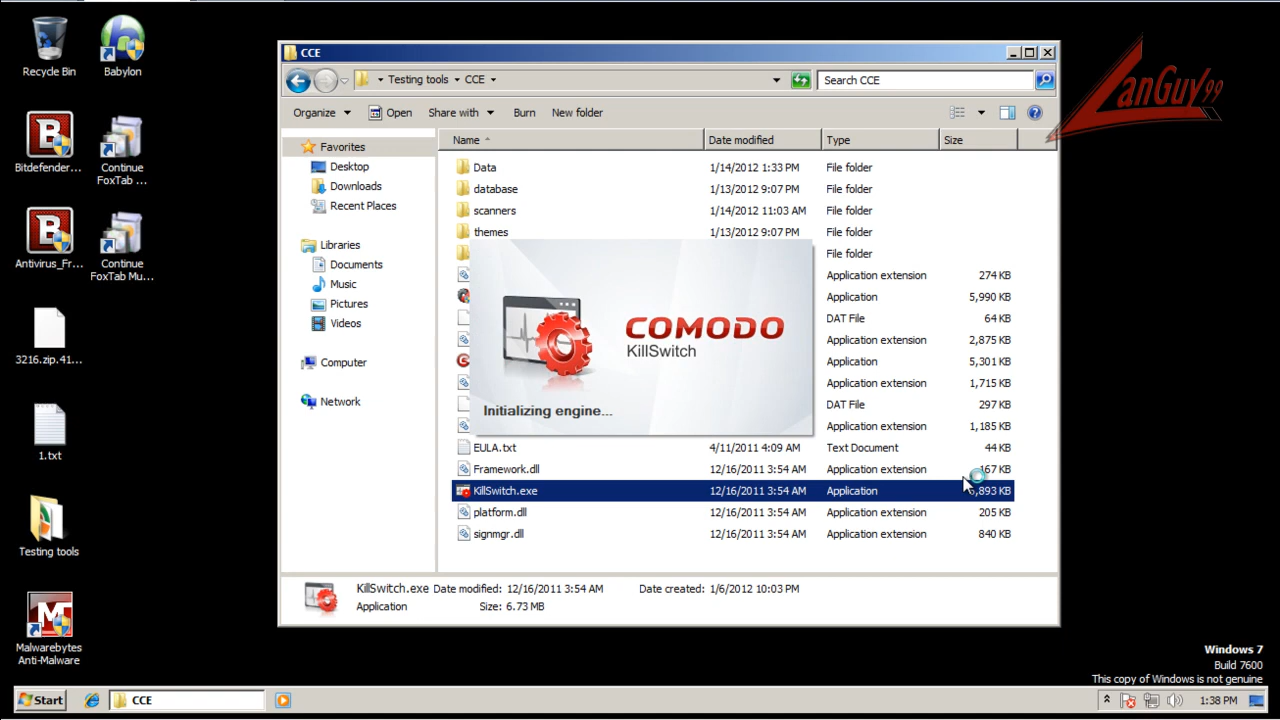 Recycle Bin
Babylon
Bitdefender...
Continue
FoxTab ...
Antivirus_Fr...
Continue
FoxTab Mu...
3216.zip.41...
1.txt
Testing tools
Malwarebytes
Anti-Malware
CCE
Testing tools CCE
Search CCE
Organize Open Share with Burn New folder
Favorites
Desktop
Downloads
Recent Places
Libraries
Documents
Music
Pictures
Videos
Computer
Network
Name Date modified Type Size
Data 1/14/2012 1:33 PM File folder
database 1/13/2012 9:07 PM File folder
scanners 1/14/2012 11:03 AM File folder
themes 1/13/2012 9:07 PM File folder
File folder
Application extension 274 KB
Application 5,990 KB
DAT File 64 KB
Application extension 2,875 KB
Application 5,301 KB
Application extension 1,715 KB
DAT File 297 KB
Application extension 1,185 KB
EULA.txt 4/11/2011 4:09 AM Text Document 44 KB
Framework.dll 12/16/2011 3:54 AM Application extension 167 KB
KillSwitch.exe 12/16/2011 3:54 AM Application ,893 KB
platform.dll 12/16/2011 3:54 AM Application extension 205 KB
signmgr.dll 12/16/2011 3:54 AM Application extension 840 KB
COMODO
KillSwitch
Initializing engine...
KillSwitch.exe Date modified: 12/16/2011 3:54 AM Date created: 1/6/2012 10:03 PM
Application Size: 6.73 MB
LanGuy99
Windows 7
Build 7600
This copy of Windows is not genuine
Start CCE 1:38 PM